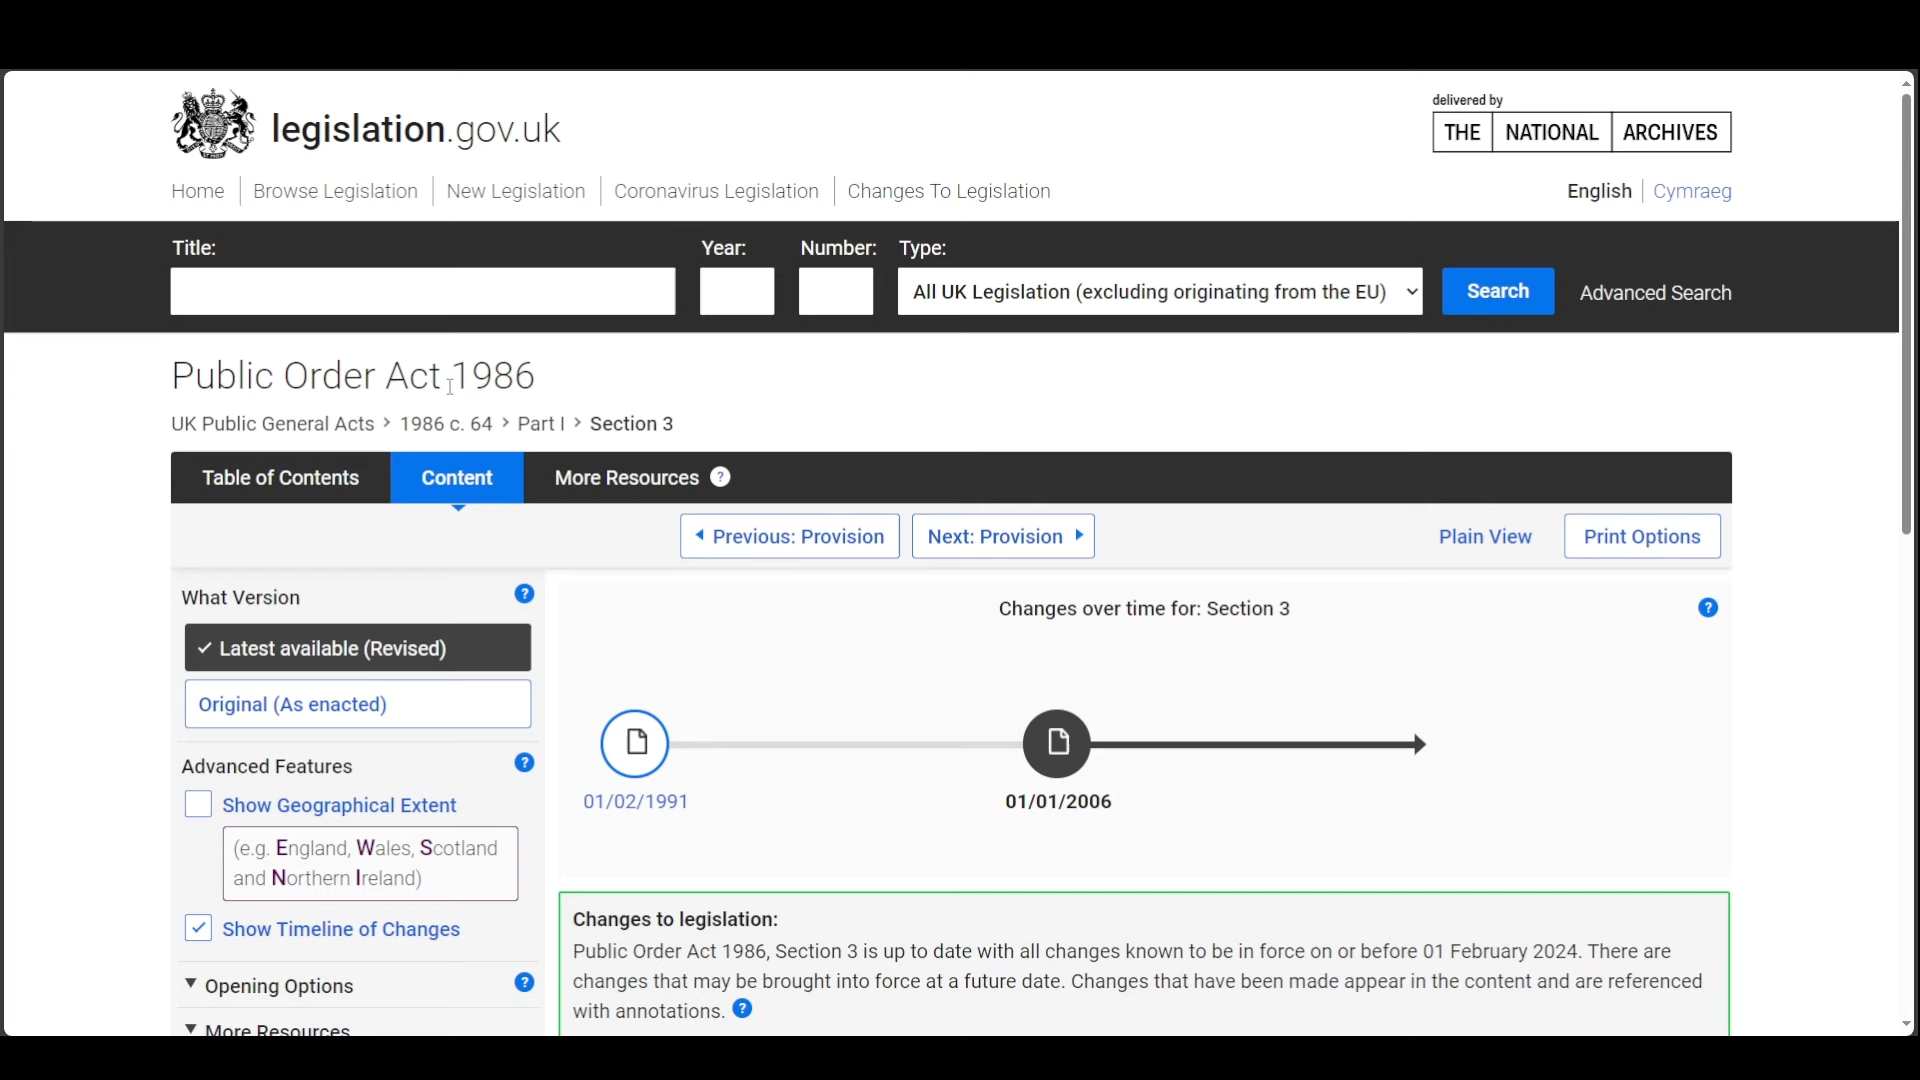 legislation.gov.uk
delivered by
THE NATIONAL ARCHIVES
Home Browse Legislation New Legislation Coronavirus Legislation Changes To Legislation English Cymraeg
Title: Year: Number: Type:
All UK Legislation (excluding originating from the EU) Search Advanced Search
Public Order Act 1986
UK Public General Acts > 1986 c. 64 > Part I > Section 3
Table of Contents Content More Resources ?
Previous: Provision Next: Provision Plain View Print Options
What Version ?
✓ Latest available (Revised)
Original (As enacted)
Advanced Features ?
Show Geographical Extent
(e.g. England, Wales, Scotland
and Northern Ireland)
Show Timeline of Changes
Opening Options ?
More Resources
Changes over time for: Section 3 ?
01/02/1991 01/01/2006
Changes to legislation:
Public Order Act 1986, Section 3 is up to date with all changes known to be in force on or before 01 February 2024. There are
changes that may be brought into force at a future date. Changes that have been made appear in the content and are referenced
with annotations. ?